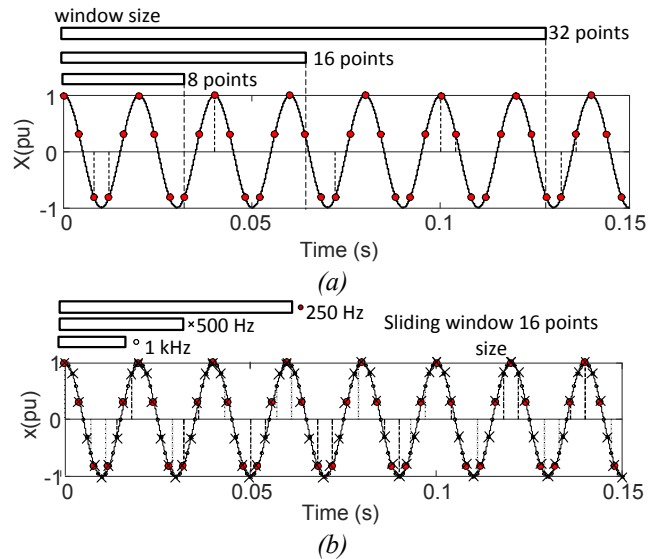 window size
32 points
16 points
8 points
1
0
-1
X(pu)
0 0.05 0.1 0.15
Time (s)
(a)
250 Hz
×500 Hz
1 kHz
Sliding window 16 points
size
1
0
-1
x(pu)
0 0.05 0.1 0.15
Time (s)
(b)